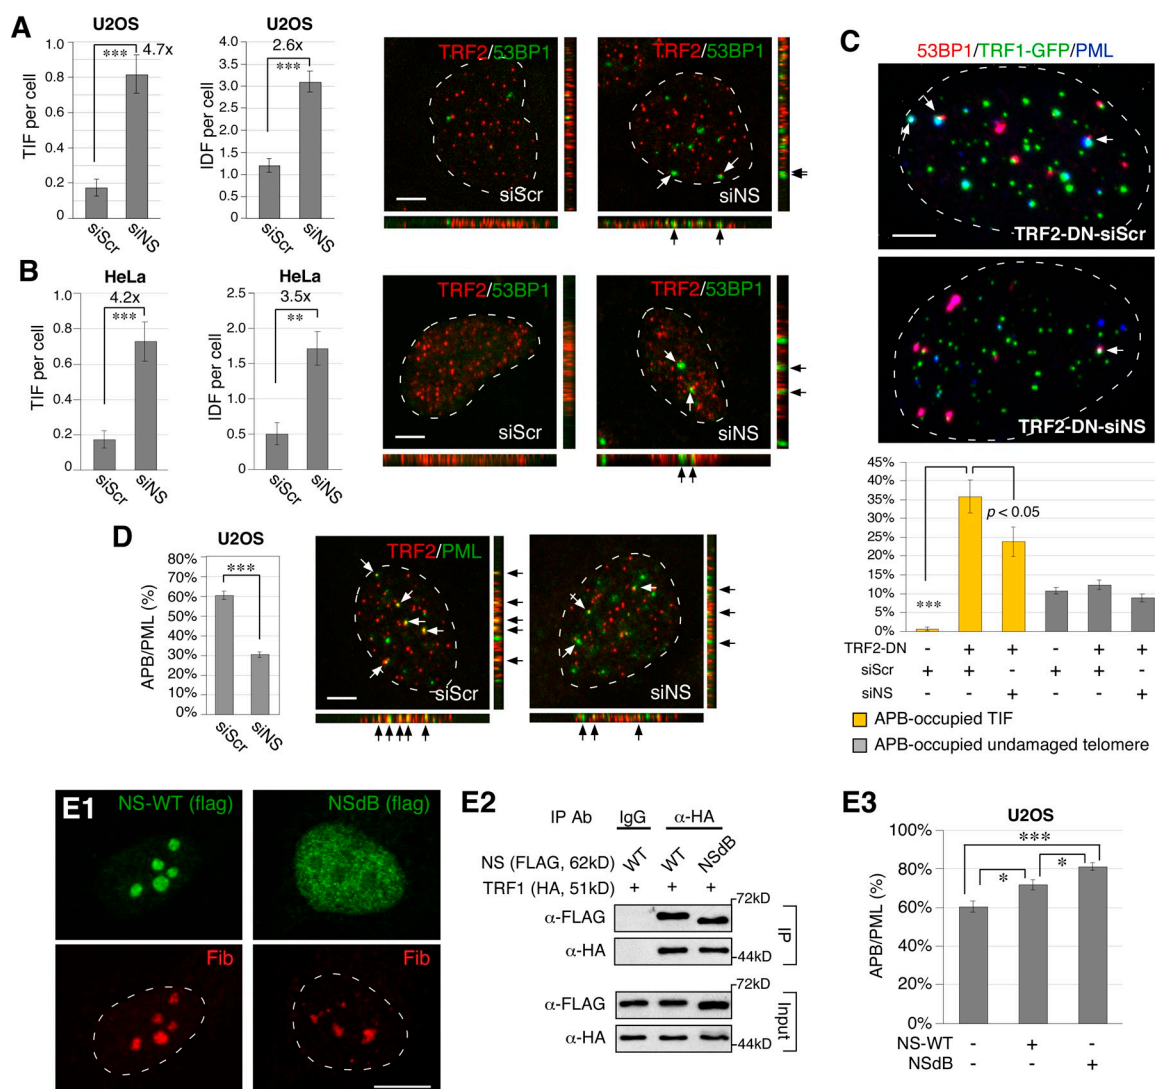 A
U2OS
TIF per cell
1.0
0.8
0.6
0.4
0.2
0
*** 4.7x
siScr
siNS
U2OS
IDF per cell
4.0
3.5
3.0
2.5
2.0
1.5
1.0
0.5
0
2.6x
***
siScr
siNS
TRF2/53BP1
siScr
TRF2/53BP1
siNS
B
HeLa
TIF per cell
1.0
0.8
0.6
0.4
0.2
0
4.2x
***
siScr
siNS
HeLa
IDF per cell
2.5
2.0
1.5
1.0
0.5
0
3.5x
**
siScr
siNS
TRF2/53BP1
siScr
TRF2/53BP1
siNS
C
53BP1/TRF1-GFP/PML
TRF2-DN-siScr
TRF2-DN-siNS
45%
40%
35%
30%
25%
20%
15%
10%
5%
0%
***
p < 0.05
TRF2-DN - + + - + +
siScr + + - + + -
siNS - - + - - +
APB-occupied TIF
APB-occupied undamaged telomere
D
U2OS
APB/PML (%)
80%
70%
60%
50%
40%
30%
20%
10%
0%
***
siScr
siNS
TRF2/PML
siScr
siNS
E1
NS-WT (flag)
NSdB (flag)
Fib
Fib
E2
IP Ab IgG α-HA
NS (FLAG, 62kD) WT WT NSdB
TRF1 (HA, 51kD) + + +
72kD
α-FLAG
α-HA
44kD
IP
72kD
α-FLAG
α-HA
44kD
Input
E3
U2OS
APB/PML (%)
100%
80%
60%
40%
20%
0%
***
*
*
NS-WT - + -
NSdB - - +